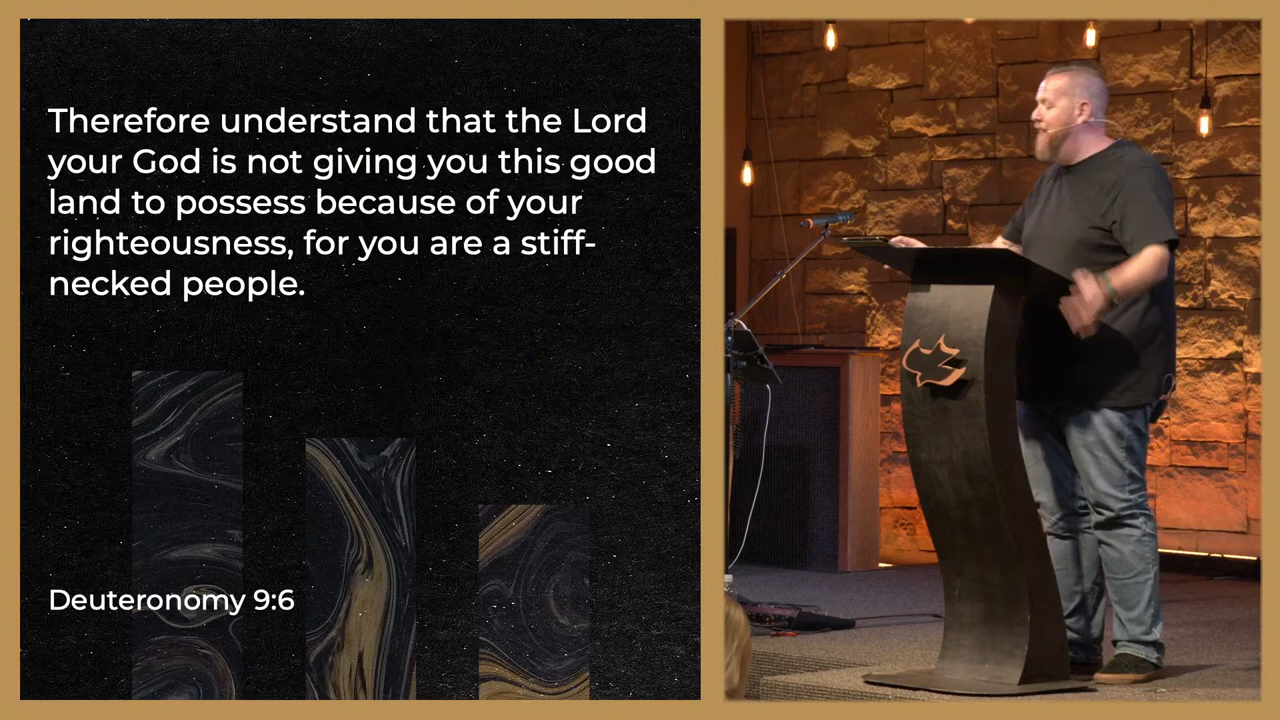 Therefore understand that the Lord
your God is not giving you this good
land to possess because of your
righteousness, for you are a stiff-
necked people.
Deuteronomy 9:6